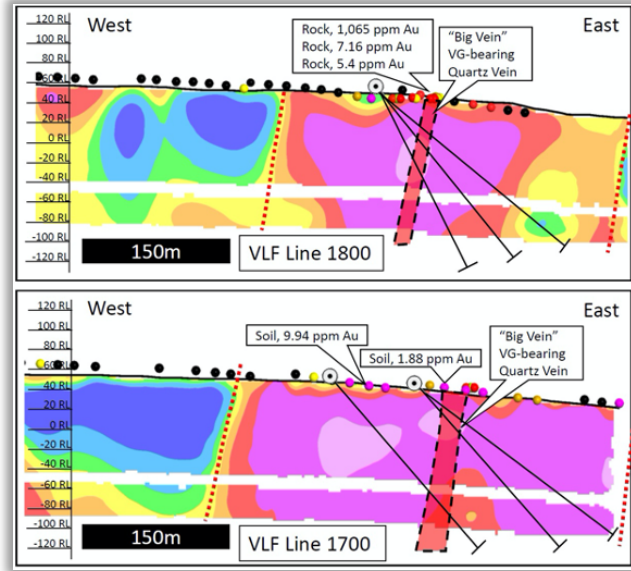 120 RL
100 RL
80 RL
60 RL
40 RL
20 RL
0 RL
-20 RL
-40 RL
-60 RL
-80 RL
-100 RL
-120 RL
West
East
Rock, 1,065 ppm Au
Rock, 7.16 ppm Au
Rock, 5.4 ppm Au
“Big Vein”
VG-bearing
Quartz Vein
150m
VLF Line 1800
120 RL
100 RL
80 RL
60 RL
40 RL
20 RL
0 RL
-20 RL
-40 RL
-60 RL
-80 RL
-100 RL
-120 RL
West
East
Soil, 9.94 ppm Au
Soil, 1.88 ppm Au
“Big Vein”
VG-bearing
Quartz Vein
150m
VLF Line 1700